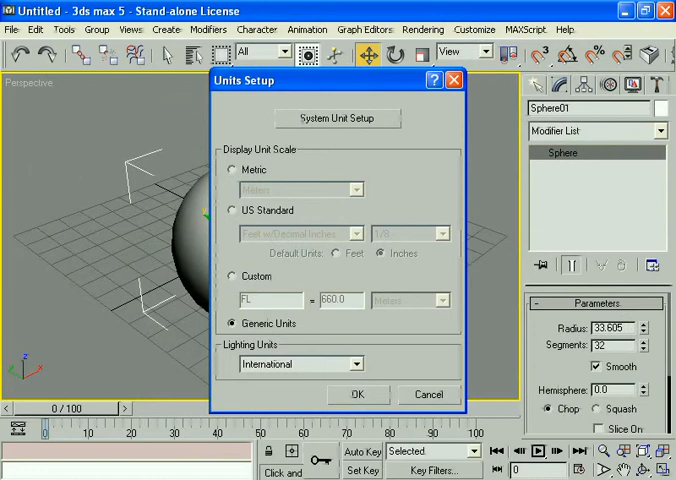 Untitled - 3ds max 5 - Stand-alone License
File Edit Tools Group Views Create Modifiers Character Animation Graph Editors Rendering Customize MAXScript Help
All View
Perspective
Units Setup
System Unit Setup
Display Unit Scale
Metric
Meters
US Standard
Feet w/Decimal Inches 1/8
Default Units: Feet Inches
Custom
FL = 660.0 Meters
Generic Units
Lighting Units
International
OK Cancel
Sphere01
Modifier List
Sphere
Parameters
Radius: 33.605
Segments: 32
Smooth
Hemisphere: 0.0
Chop Squash
Slice On
z
x
0 / 100
0 10 20 30 40 50 60 70 80 90 100
Click and
Auto Key Selected
Set Key Key Filters...
0